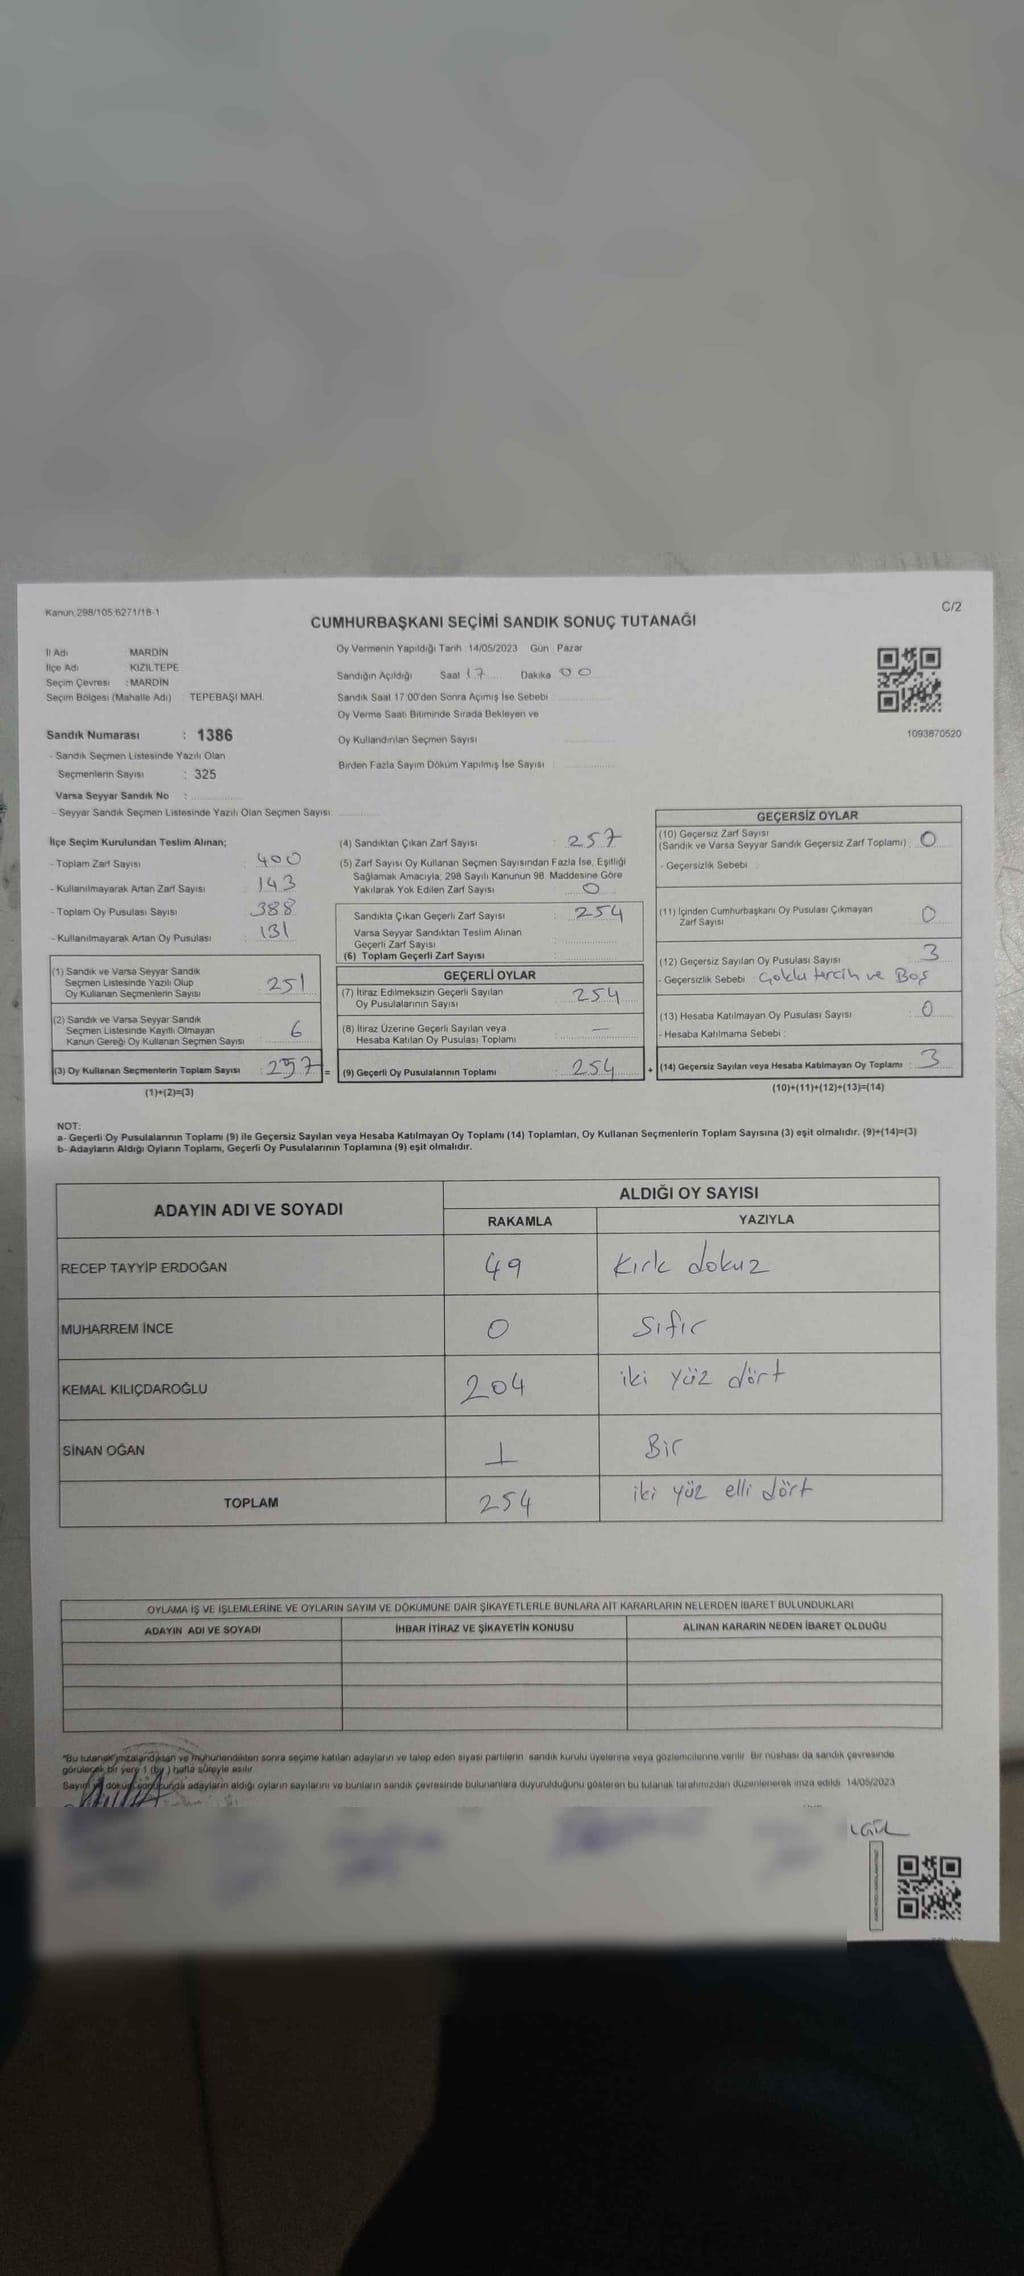 Kanun:298/105;6271/18-1
C/2
CUMHURBAŞKANI SEÇİMİ SANDIK SONUÇ TUTANAĞI
İl Adı MARDİN
İlçe Adı KIZILTEPE
Seçim Çevresi : MARDİN
Seçim Bölgesi (Mahalle Adı) : TEPEBAŞI MAH.
Sandık Numarası : 1386
- Sandık Seçmen Listesinde Yazılı Olan
Seçmenlerin Sayısı : 325
Varsa Seyyar Sandık No :
- Seyyar Sandık Seçmen Listesinde Yazılı Olan Seçmen Sayısı:
Oy Vermenin Yapıldığı Tarih : 14/05/2023 Gün : Pazar
Sandığın Açıldığı Saat 17 Dakika 00
Sandık Saat 17:00'den Sonra Açımış İse Sebebi
Oy Verme Saati Bitiminde Sırada Bekleyen ve
Oy Kullandırılan Seçmen Sayısı
Birden Fazla Sayım Döküm Yapılmış İse Sayısı :
1093870520
İlçe Seçim Kurulundan Teslim Alınan;
- Toplam Zarf Sayısı : 400
- Kullanılmayarak Artan Zarf Sayısı : 143
- Toplam Oy Pusulası Sayısı : 388
- Kullanılmayarak Artan Oy Pusulası : 131
(1) Sandık ve Varsa Seyyar Sandık
Seçmen Listesinde Yazılı Olup
Oy Kullanan Seçmenlerin Sayısı : 251
(2) Sandık ve Varsa Seyyar Sandık
Seçmen Listesinde Kayıtlı Olmayan
Kanun Gereği Oy Kullanan Seçmen Sayısı : 6
(3) Oy Kullanan Seçmenlerin Toplam Sayısı : 257 =
(1)+(2)=(3)
(4) Sandıktan Çıkan Zarf Sayısı : 257
(5) Zarf Sayısı Oy Kullanan Seçmen Sayısından Fazla İse, Eşitliği
Sağlamak Amacıyla, 298 Sayılı Kanunun 98. Maddesine Göre
Yakılarak Yok Edilen Zarf Sayısı : 0
Sandıkta Çıkan Geçerli Zarf Sayısı : 254
Varsa Seyyar Sandıktan Teslim Alınan
Geçerli Zarf Sayısı
(6) Toplam Geçerli Zarf Sayısı
GEÇERLİ OYLAR
(7) İtiraz Edilmeksizin Geçerli Sayılan
Oy Pusulalarının Sayısı : 254
(8) İtiraz Üzerine Geçerli Sayılan veya
Hesaba Katılan Oy Pusulası Toplamı : —
(9) Geçerli Oy Pusulalarının Toplamı : 254 +
GEÇERSİZ OYLAR
(10) Geçersiz Zarf Sayısı
(Sandık ve Varsa Seyyar Sandık Geçersiz Zarf Toplamı) : 0
- Geçersizlik Sebebi :
(11) İçinden Cumhurbaşkanı Oy Pusulası Çıkmayan
Zarf Sayısı : 0
(12) Geçersiz Sayılan Oy Pusulası Sayısı : 3
- Geçersizlik Sebebi : Çoklu tercih ve Boş
(13) Hesaba Katılmayan Oy Pusulası Sayısı : 0
- Hesaba Katılmama Sebebi :
(14) Geçersiz Sayılan veya Hesaba Katılmayan Oy Toplamı : 3
(10)+(11)+(12)+(13)=(14)
NOT:
a- Geçerli Oy Pusulalarının Toplamı (9) ile Geçersiz Sayılan veya Hesaba Katılmayan Oy Toplamı (14) Toplamları, Oy Kullanan Seçmenlerin Toplam Sayısına (3) eşit olmalıdır. (9)+(14)=(3)
b- Adayların Aldığı Oyların Toplamı, Geçerli Oy Pusulalarının Toplamına (9) eşit olmalıdır.
ADAYIN ADI VE SOYADI ALDIĞI OY SAYISI
RAKAMLA YAZIYLA
RECEP TAYYİP ERDOĞAN 49 Kırk dokuz
MUHARREM İNCE 0 Sıfır
KEMAL KILIÇDAROĞLU 204 iki yüz dört
SİNAN OĞAN 1 Bir
TOPLAM 254 iki yüz elli dört
OYLAMA İŞ VE İŞLEMLERİNE VE OYLARIN SAYIM VE DÖKÜMÜNE DAİR ŞİKAYETLERLE BUNLARA AİT KARARLARIN NELERDEN İBARET BULUNDUKLARI
ADAYIN ADI VE SOYADI İHBAR İTİRAZ VE ŞİKAYETİN KONUSU ALINAN KARARIN NEDEN İBARET OLDUĞU
"Bu tutanak imzalandıktan ve mühürlendikten sonra seçime katılan adayların ve talep eden siyasi partilerin sandık kurulu üyelerine veya gözlemcilerine verilir. Bir nüshası da sandık çevresinde
görülecek bir yere 1 (bir) hafta süreyle asılır.
Sayım ve döküm sonucunda adayların aldığı oyların sayılarını ve bunların sandık çevresinde bulunanlara duyurulduğunu gösteren bu tutanak tarafımızdan düzenlenerek imza edildi. 14/05/2023